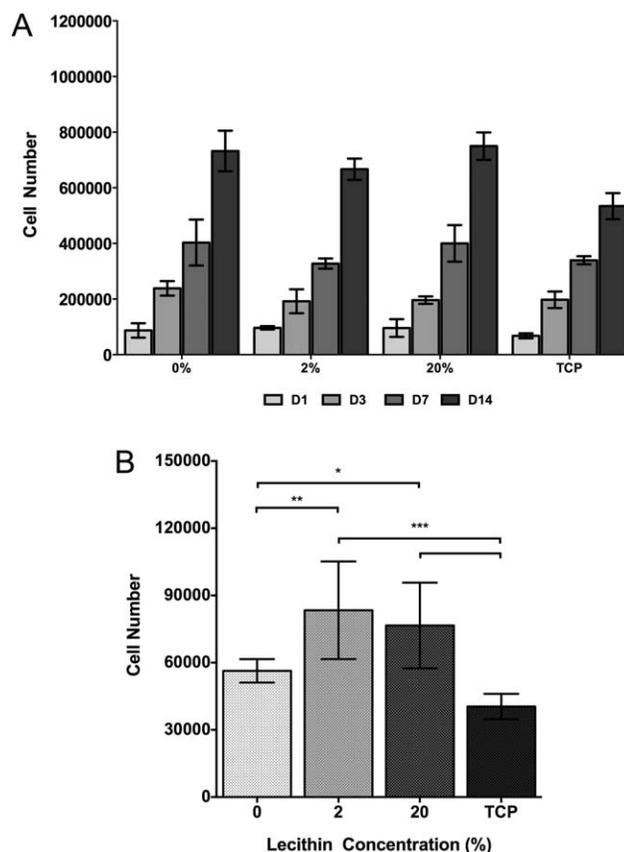 A
1200000
1000000
800000
600000
400000
200000
0
Cell Number
0% 2% 20% TCP
D1 D3 D7 D14
B
150000
120000
90000
60000
30000
0
Cell Number
*
**
***
0 2 20 TCP
Lecithin Concentration (%)